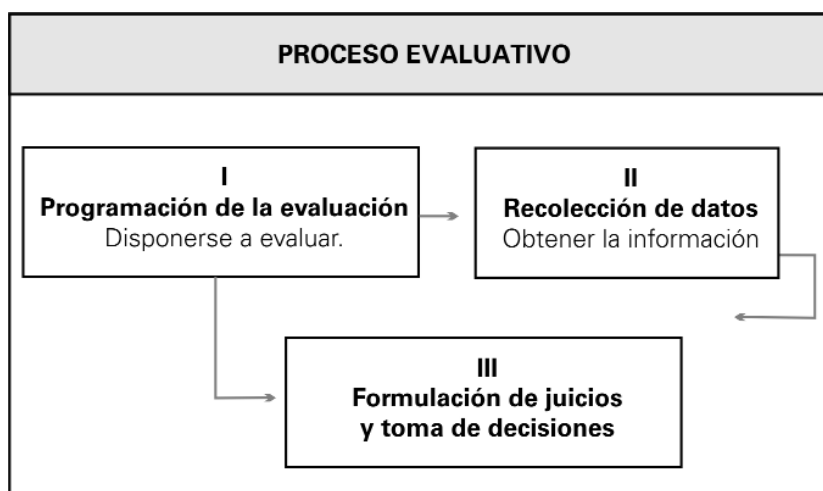 PROCESO EVALUATIVO
I
Programación de la evaluación
Disponerse a evaluar.
II
Recolección de datos
Obtener la información
III
Formulación de juicios
y toma de decisiones